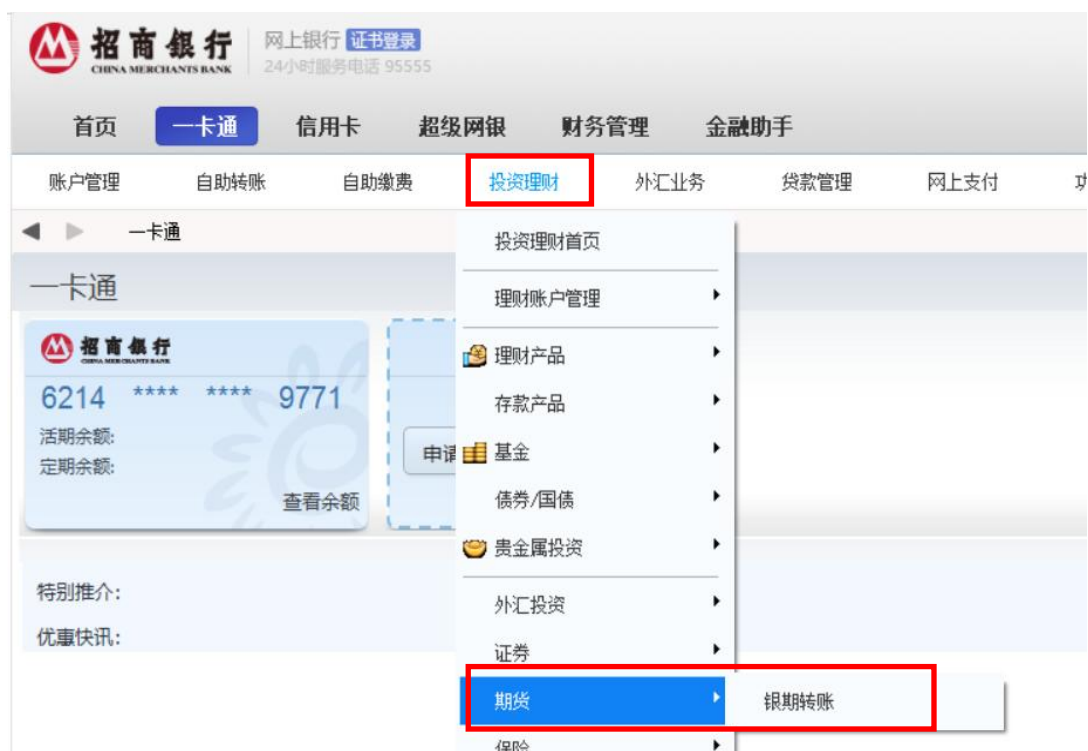 招商银行
CHINA MERCHANTS BANK
网上银行 证书登录
24小时服务电话 95555
首页 一卡通 信用卡 超级网银 财务管理 金融助手
账户管理 自助转账 自助缴费 投资理财 外汇业务 贷款管理 网上支付
一卡通
一卡通
招商银行
CHINA MERCHANTS BANK
6214 **** **** 9771
活期余额:
定期余额:
查看余额
申请
特别推介:
优惠快讯:
投资理财首页
理财账户管理
理财产品
存款产品
基金
债券/国债
贵金属投资
外汇投资
证券
期货 银期转账
保险